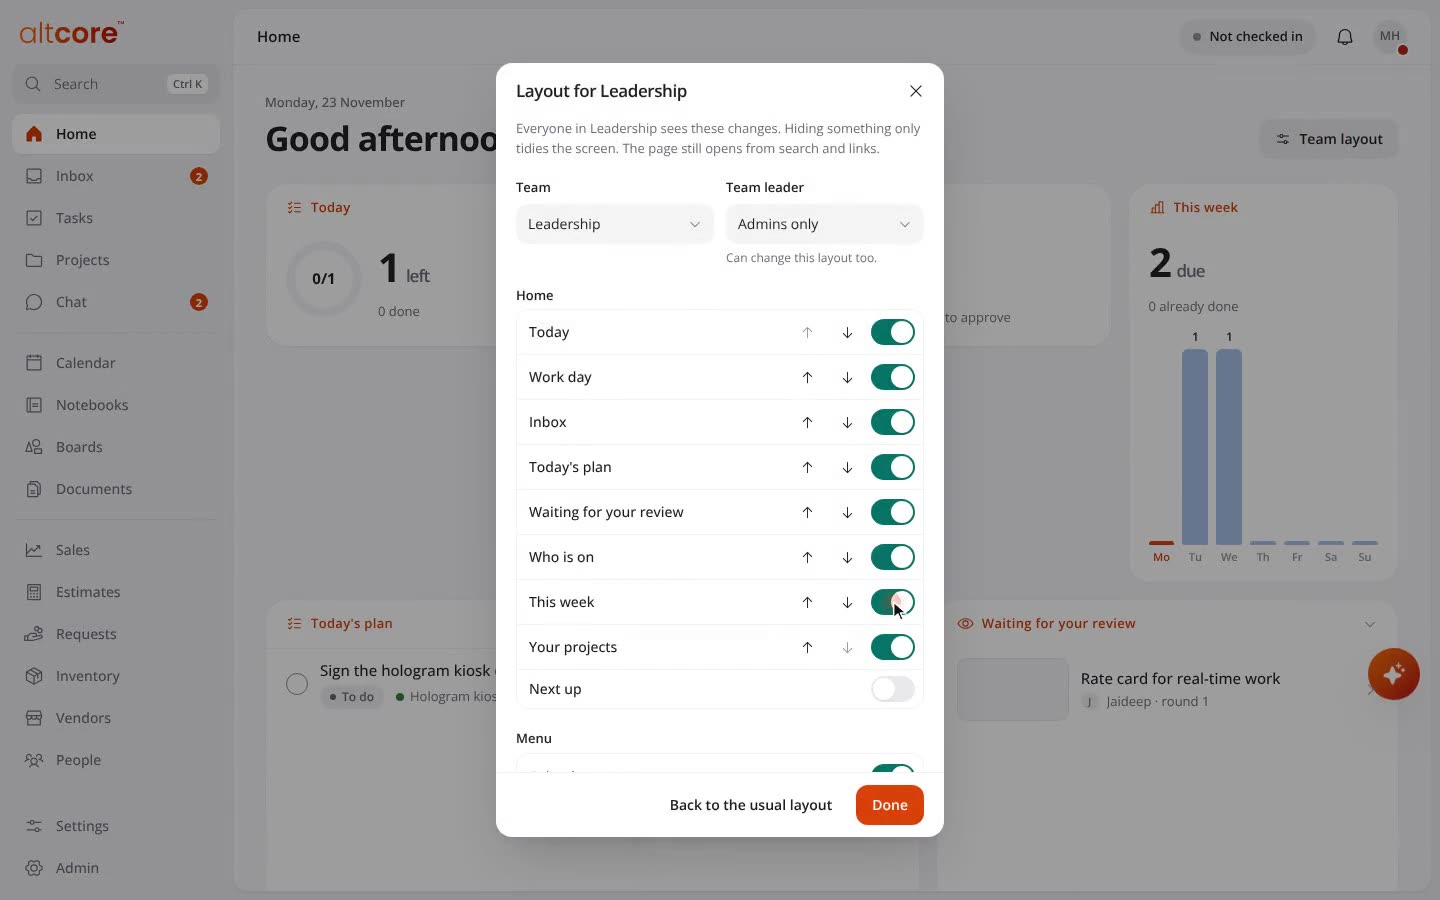 altcore™
Search
Ctrl K
Home
Inbox
2
Tasks
Projects
Chat
2
Calendar
Notebooks
Boards
Documents
Sales
Estimates
Requests
Inventory
Vendors
People
Settings
Admin
Home
Not checked in
MH
Monday, 23 November
Good afternoo
Team layout
Today
0/1
1 left
0 done
to approve
This week
2 due
0 already done
1
1
Mo
Tu
We
Th
Fr
Sa
Su
Today's plan
Sign the hologram kiosk
To do
Hologram kios
Waiting for your review
Rate card for real-time work
J
Jaideep · round 1
Layout for Leadership
Everyone in Leadership sees these changes. Hiding something only
tidies the screen. The page still opens from search and links.
Team
Team leader
Leadership
Admins only
Can change this layout too.
Home
Today
Work day
Inbox
Today's plan
Waiting for your review
Who is on
This week
Your projects
Next up
Menu
Back to the usual layout
Done